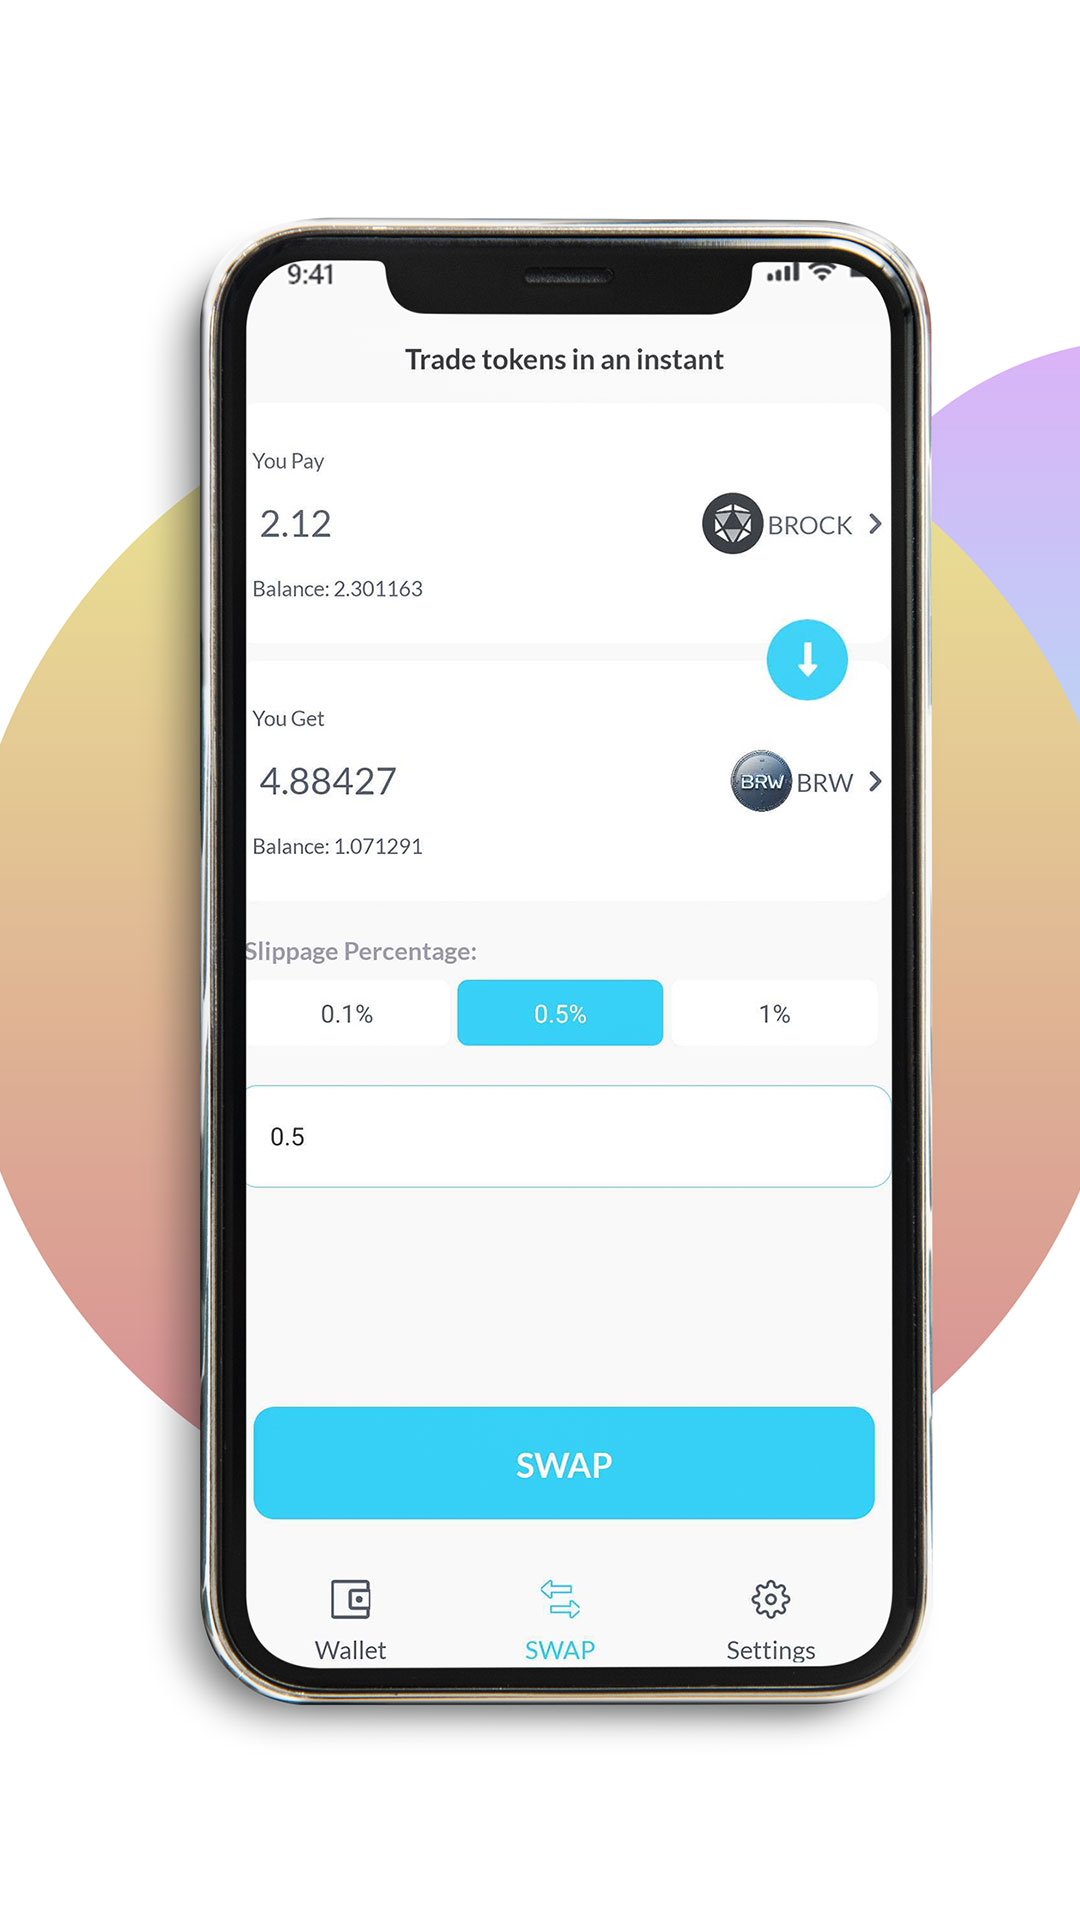 9:41
Trade tokens in an instant
You Pay
2.12
BROCK
Balance: 2.301163
You Get
4.88427
BRW BRW
Balance: 1.071291
Slippage Percentage:
0.1% 0.5% 1%
0.5
SWAP
Wallet SWAP Settings